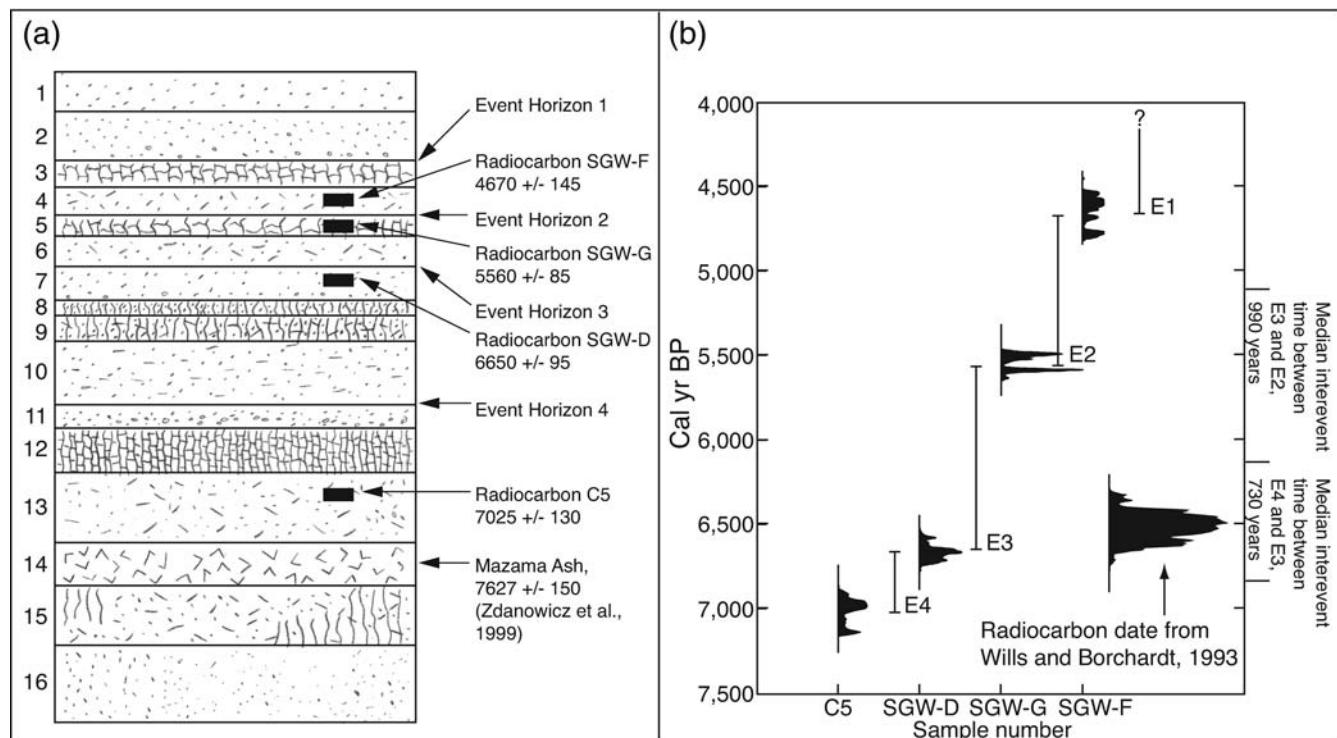 (a)
1
2
3
4
5
6
7
8
9
10
11
12
13
14
15
16
Event Horizon 1
Radiocarbon SGW-F
4670 +/- 145
Event Horizon 2
Radiocarbon SGW-G
5560 +/- 85
Event Horizon 3
Radiocarbon SGW-D
6650 +/- 95
Event Horizon 4
Radiocarbon C5
7025 +/- 130
Mazama Ash,
7627 +/- 150
(Zdanowicz et al.,
1999)
(b)
Cal yr BP
4,000
4,500
5,000
5,500
6,000
6,500
7,000
7,500
?
E1
E2
E3
E4
Radiocarbon date from
Wills and Borchardt, 1993
C5
SGW-D
SGW-G
SGW-F
Sample number
Median interevent
time between
E3 and E2,
990 years
Median interevent
time between
E4 and E3,
730 years